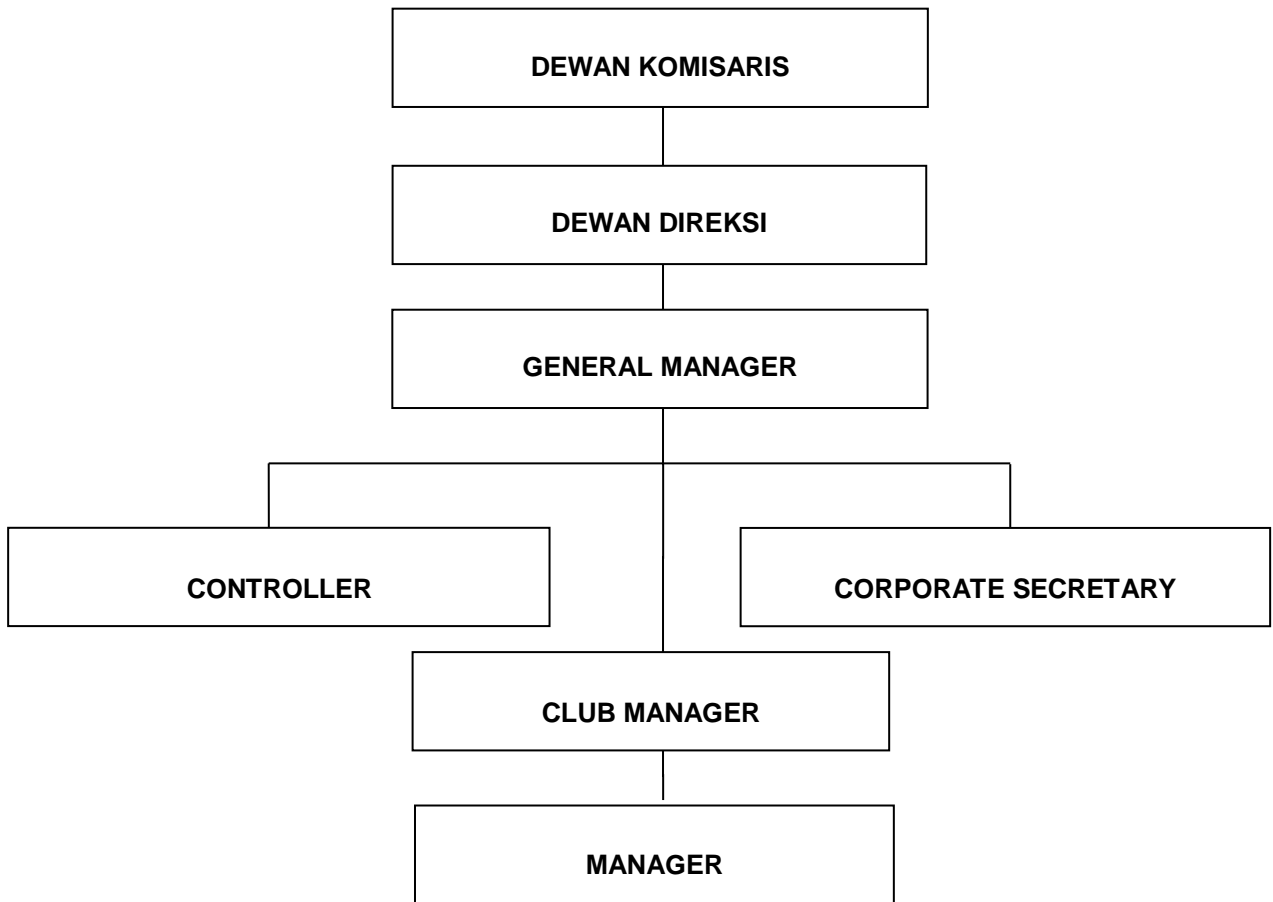 DEWAN KOMISARIS
DEWAN DIREKSI
GENERAL MANAGER
CONTROLLER
CORPORATE SECRETARY
CLUB MANAGER
MANAGER